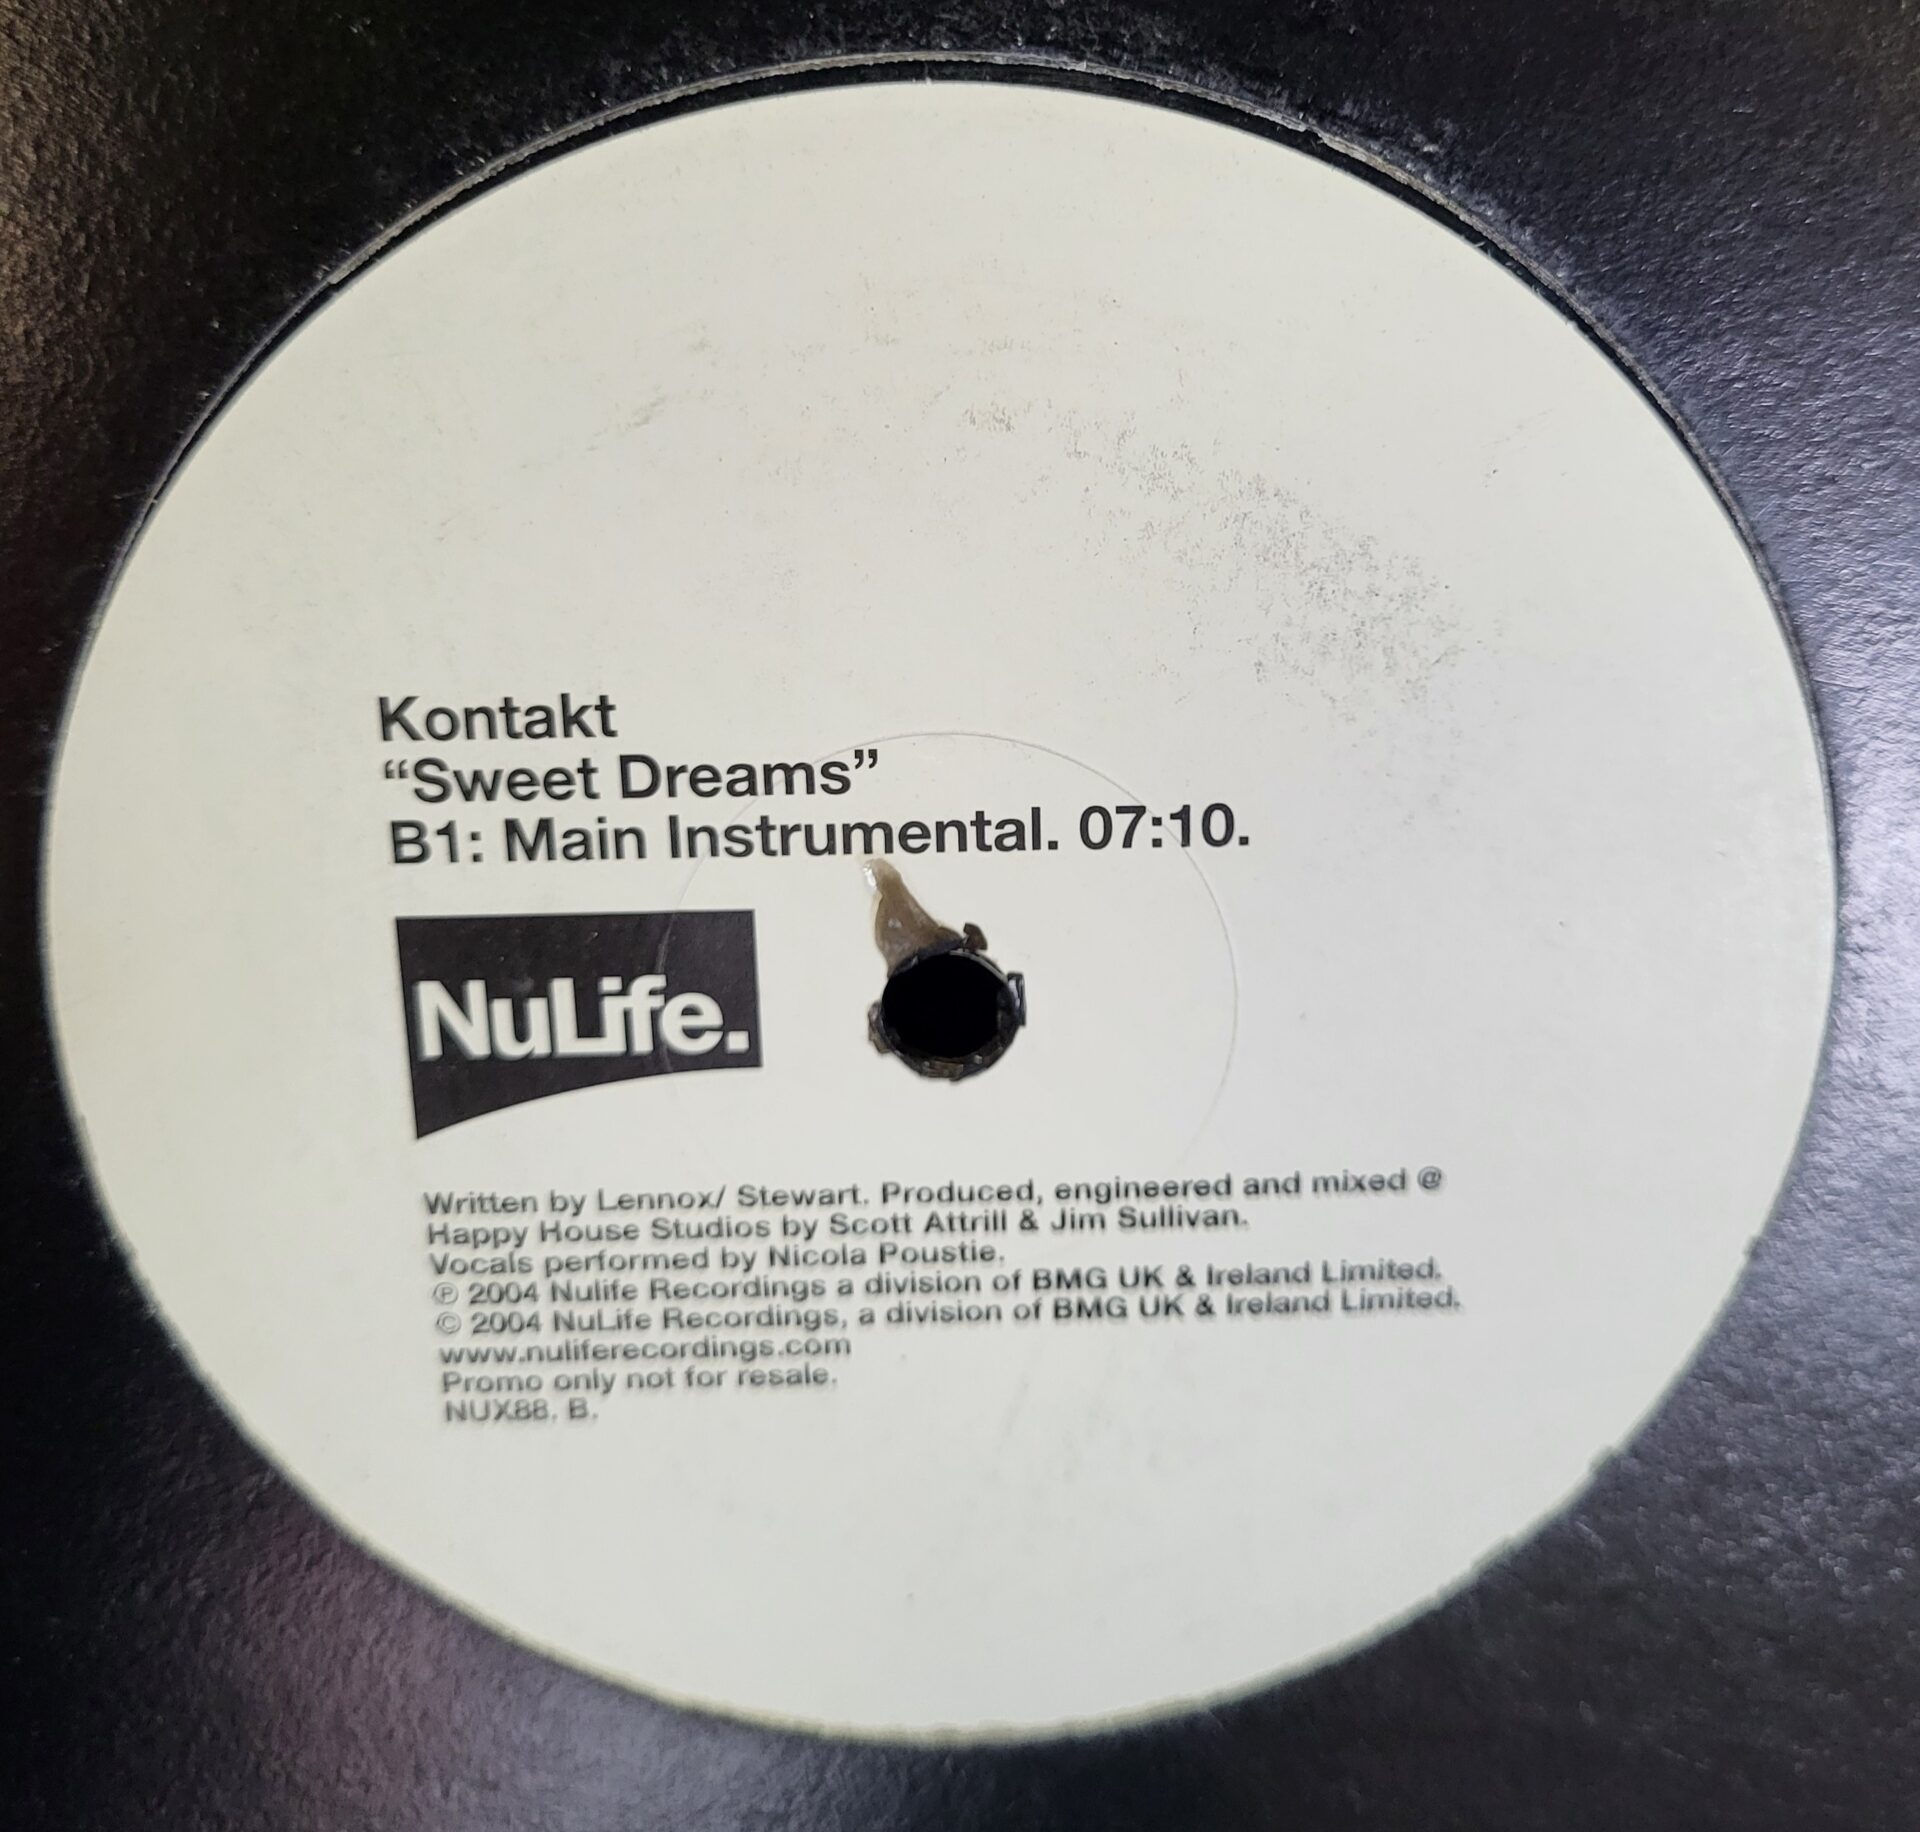 Kontakt
“Sweet Dreams”
B1: Main Instrumental. 07:10.
NuLife.
Written by Lennox/ Stewart. Produced, engineered and mixed @
Happy House Studios by Scott Attrill & Jim Sullivan.
Vocals performed by Nicola Poustie.
℗ 2004 Nulife Recordings a division of BMG UK & Ireland Limited.
© 2004 NuLife Recordings, a division of BMG UK & Ireland Limited.
www.nuliferecordings.com
Promo only not for resale.
NUX88. B.